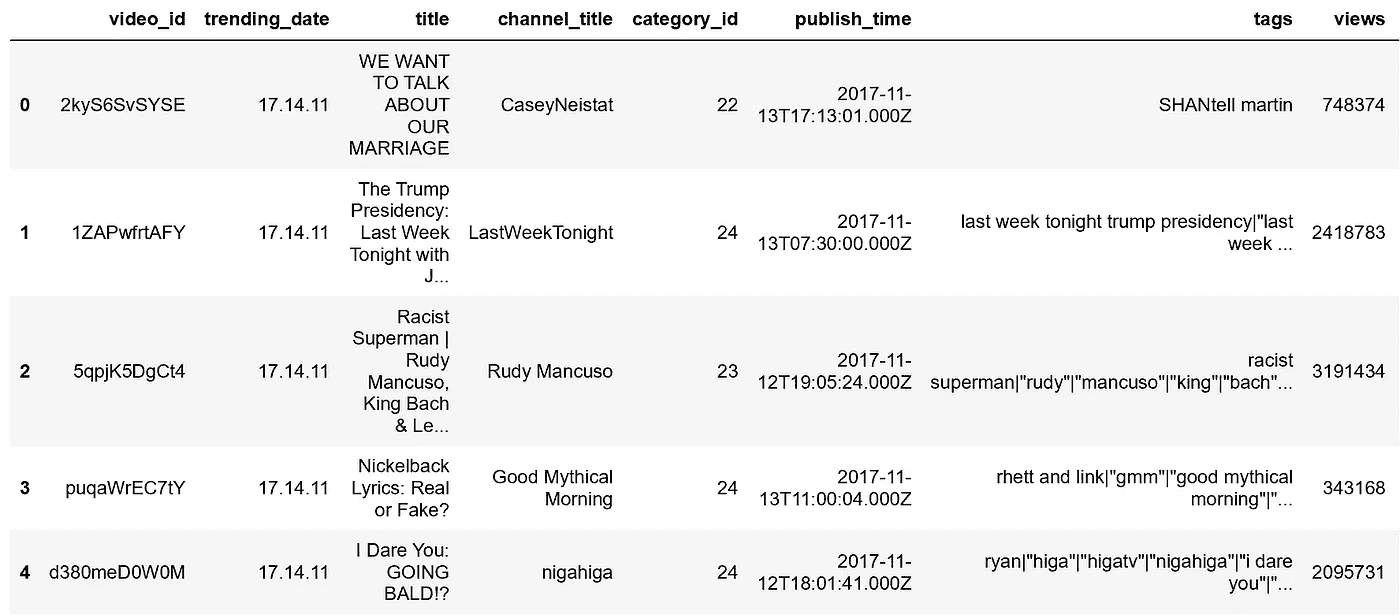 video_id trending_date title channel_title category_id publish_time tags views
0 2kyS6SvSYSE 17.14.11 WE WANT TO TALK ABOUT OUR MARRIAGE CaseyNeistat 22 2017-11-13T17:13:01.000Z SHANtell martin 748374
1 1ZAPwfrtAFY 17.14.11 The Trump Presidency: Last Week Tonight with J... LastWeekTonight 24 2017-11-13T07:30:00.000Z last week tonight trump presidency|"last week ... 2418783
2 5qpjK5DgCt4 17.14.11 Racist Superman | Rudy Mancuso, King Bach & Le... Rudy Mancuso 23 2017-11-12T19:05:24.000Z racist superman|"rudy"|"mancuso"|"king"|"bach"... 3191434
3 puqaWrEC7tY 17.14.11 Nickelback Lyrics: Real or Fake? Good Mythical Morning 24 2017-11-13T11:00:04.000Z rhett and link|"gmm"|"good mythical morning"|"... 343168
4 d380meD0W0M 17.14.11 I Dare You: GOING BALD!? nigahiga 24 2017-11-12T18:01:41.000Z ryan|"higa"|"higatv"|"nigahiga"|"i dare you"|"... 2095731